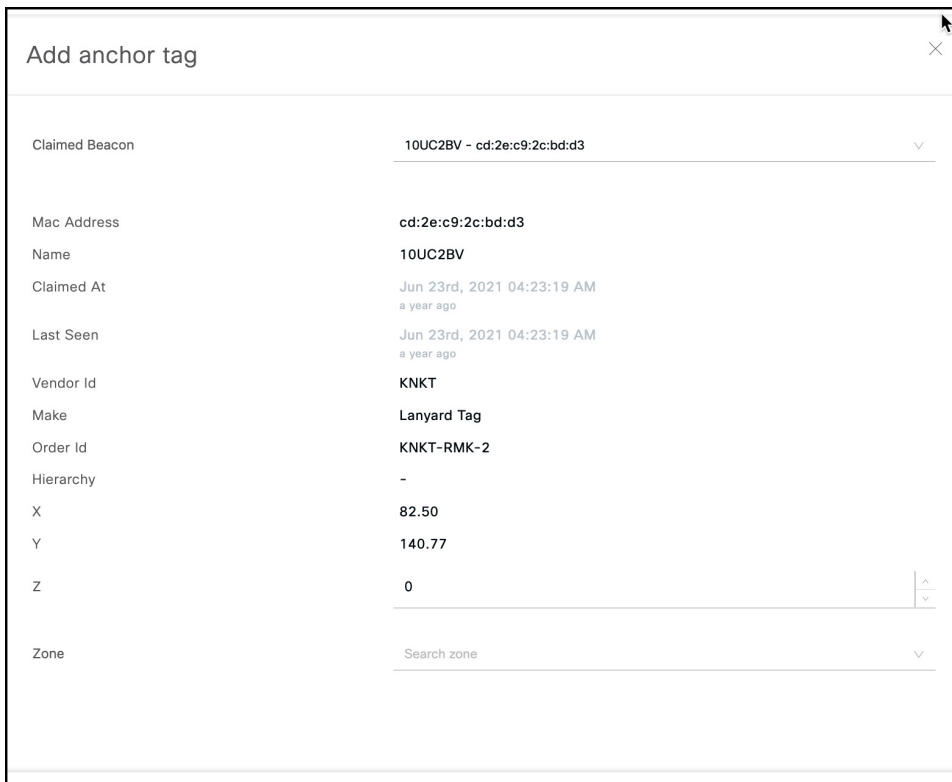 Add anchor tag
Claimed Beacon 10UC2BV - cd:2e:c9:2c:bd:d3
Mac Address cd:2e:c9:2c:bd:d3
Name 10UC2BV
Claimed At Jun 23rd, 2021 04:23:19 AM
a year ago
Last Seen Jun 23rd, 2021 04:23:19 AM
a year ago
Vendor Id KNKT
Make Lanyard Tag
Order Id KNKT-RMK-2
Hierarchy -
X 82.50
Y 140.77
Z 0
Zone Search zone